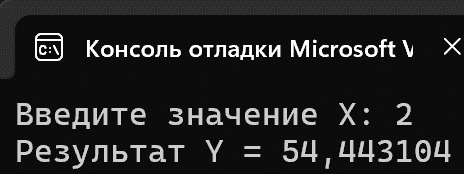 Консоль отладки Microsoft V
Введите значение X: 2
Результат Y = 54,443104